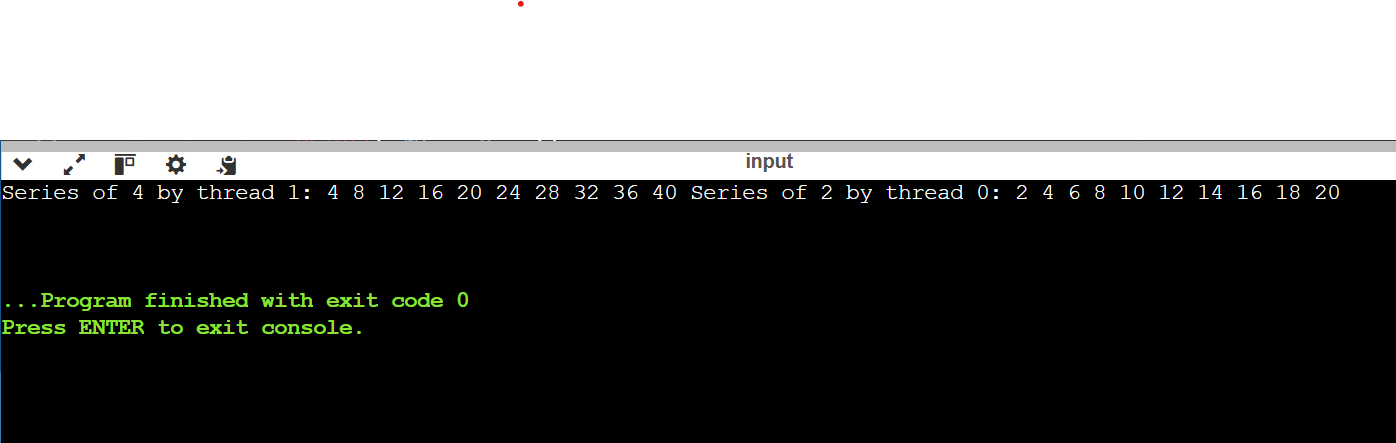 input
Series of 4 by thread 1: 4 8 12 16 20 24 28 32 36 40 Series of 2 by thread 0: 2 4 6 8 10 12 14 16 18 20
...Program finished with exit code 0
Press ENTER to exit console.